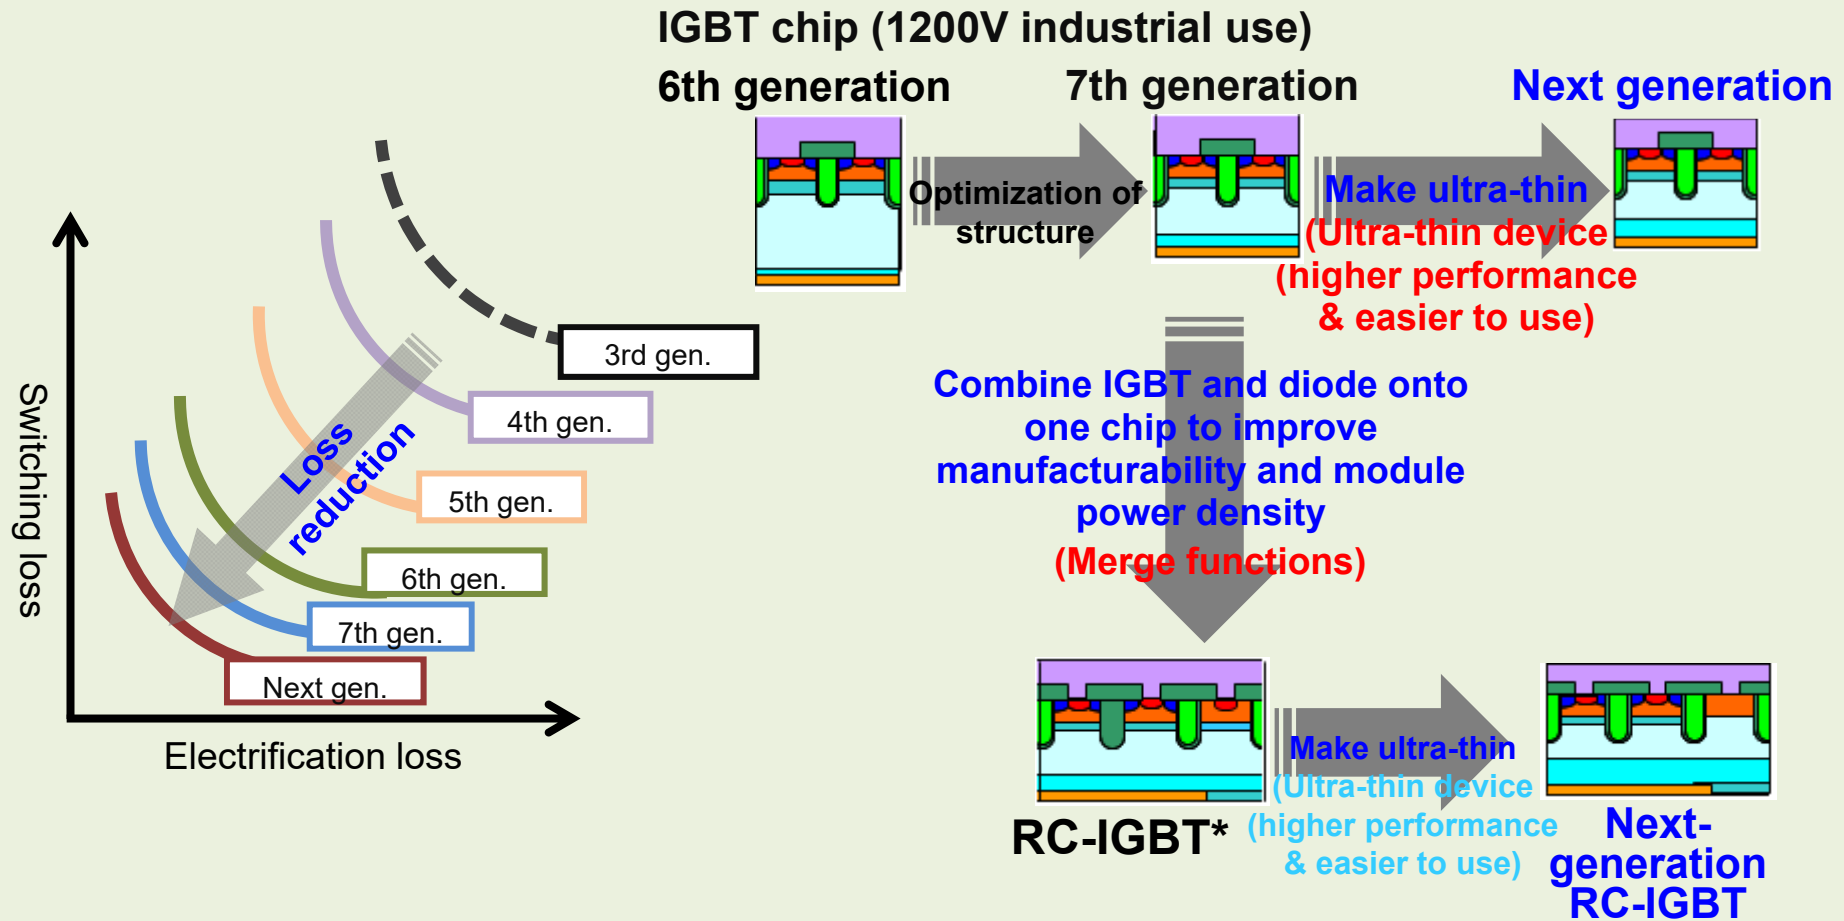 IGBT chip (1200V industrial use)
6th generation
7th generation
Next generation
Optimization of
structure
Make ultra-thin
(Ultra-thin device
(higher performance
& easier to use)
Switching loss
3rd gen.
4th gen.
5th gen.
6th gen.
7th gen.
Next gen.
Loss
reduction
Electrification loss
Combine IGBT and diode onto
one chip to improve
manufacturability and module
power density
(Merge functions)
RC-IGBT*
Make ultra-thin
(Ultra-thin device
(higher performance
& easier to use)
Next-
generation
RC-IGBT